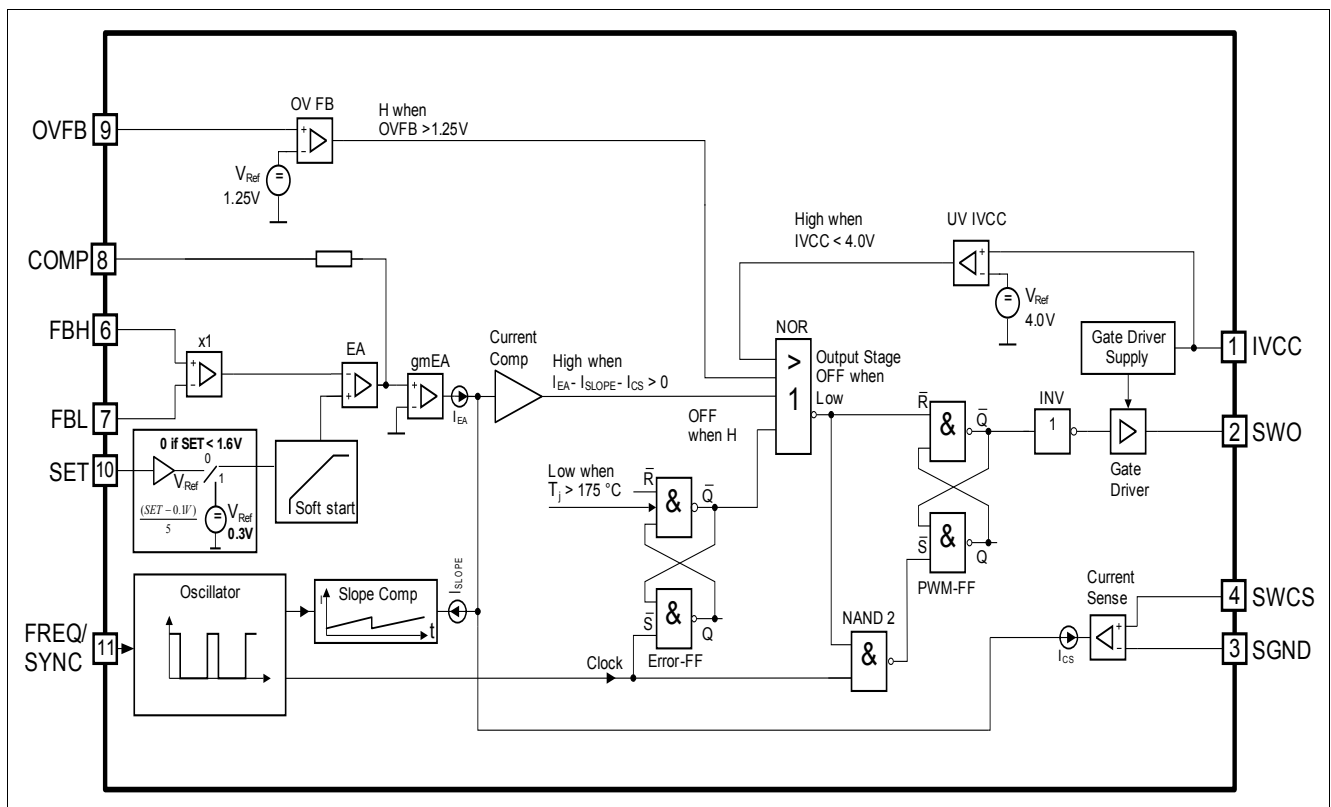 OV FB
H when
OVFB >1.25V
OVFB 9
+
−
=
VRef
1.25V
High when
IVCC < 4.0V
UV IVCC
+
−
COMP 8
=
VRef
4.0V
FBH 6
x1
+
−
FBL 7
EA
−
+
gmEA
+
−
IEA
Current
Comp
High when
IEA - ISLOPE - ICS > 0
NOR
>
1
Output Stage
OFF when
Low
Gate Driver
Supply
1 IVCC
OFF
when H
R̅
&
Q̅
INV
1
2 SWO
Gate
Driver
SET 10
0 if SET < 1.6V
0
VRef
1
(SET − 0.1V)
5
=
VRef
0.3V
Soft start
Low when
Tj > 175 °C
R̅
&
Q̅
S̅
&
Q
PWM-FF
Oscillator
Slope Comp
I
t
ISLOPE
S̅
&
Q
Error-FF
NAND 2
&
Current
Sense
+
−
ICS
4 SWCS
3 SGND
FREQ/
SYNC
11
Clock